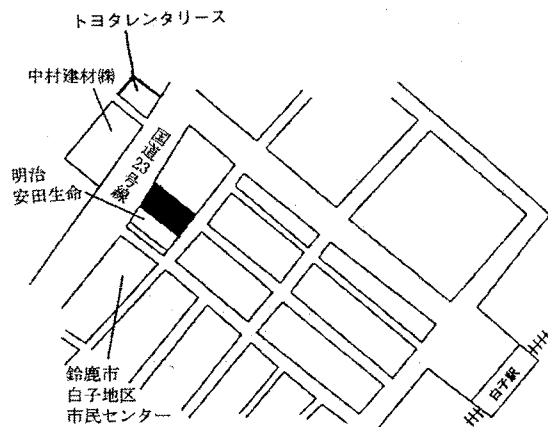 トヨタレンタリース
中村建材㈱
国道23号線
明治
安田生命
鈴鹿市
白子地区
市民センター
白子駅